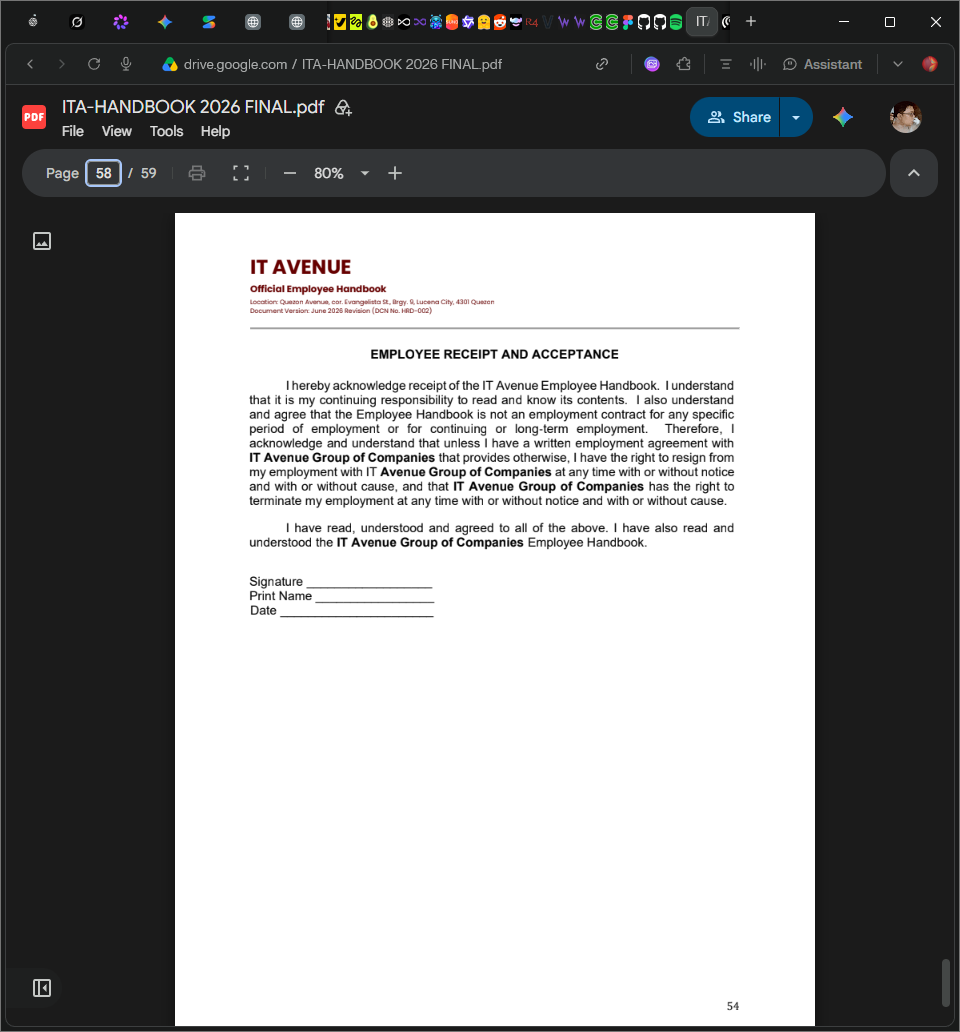 IT
R4
drive.google.com / ITA-HANDBOOK 2026 FINAL.pdf
Assistant
PDF
ITA-HANDBOOK 2026 FINAL.pdf
File View Tools Help
Share
Page 58 / 59
80%
IT AVENUE
Official Employee Handbook
Location: Quezon Avenue, cor. Evangelista St., Brgy. 9, Lucena City, 4301 Quezon
Document Version: June 2026 Revision (DCN No. HRD-002)
EMPLOYEE RECEIPT AND ACCEPTANCE
I hereby acknowledge receipt of the IT Avenue Employee Handbook. I understand
that it is my continuing responsibility to read and know its contents. I also understand
and agree that the Employee Handbook is not an employment contract for any specific
period of employment or for continuing or long-term employment. Therefore, I
acknowledge and understand that unless I have a written employment agreement with
IT Avenue Group of Companies that provides otherwise, I have the right to resign from
my employment with IT Avenue Group of Companies at any time with or without notice
and with or without cause, and that IT Avenue Group of Companies has the right to
terminate my employment at any time with or without notice and with or without cause.
I have read, understood and agreed to all of the above. I have also read and
understood the IT Avenue Group of Companies Employee Handbook.
Signature ___________________
Print Name __________________
Date _______________________
54